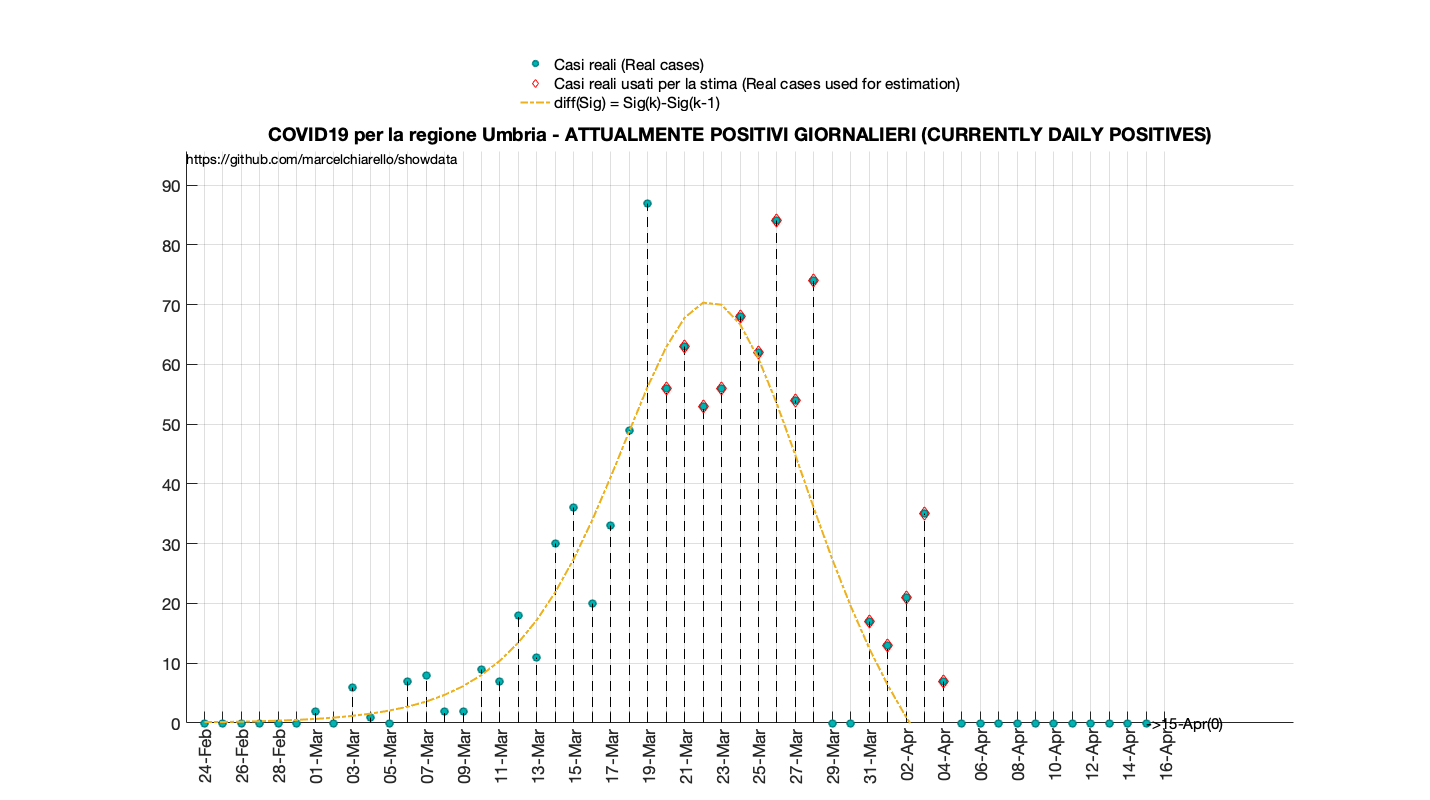 Casi reali (Real cases)
Casi reali usati per la stima (Real cases used for estimation)
diff(Sig) = Sig(k)-Sig(k-1)
COVID19 per la regione Umbria - ATTUALMENTE POSITIVI GIORNALIERI (CURRENTLY DAILY POSITIVES)
https://github.com/marcelchiarello/showdata
90
80
70
60
50
40
30
20
10
0
->15-Apr(0)
24-Feb
26-Feb
28-Feb
01-Mar
03-Mar
05-Mar
07-Mar
09-Mar
11-Mar
13-Mar
15-Mar
17-Mar
19-Mar
21-Mar
23-Mar
25-Mar
27-Mar
29-Mar
31-Mar
02-Apr
04-Apr
06-Apr
08-Apr
10-Apr
12-Apr
14-Apr
16-Apr